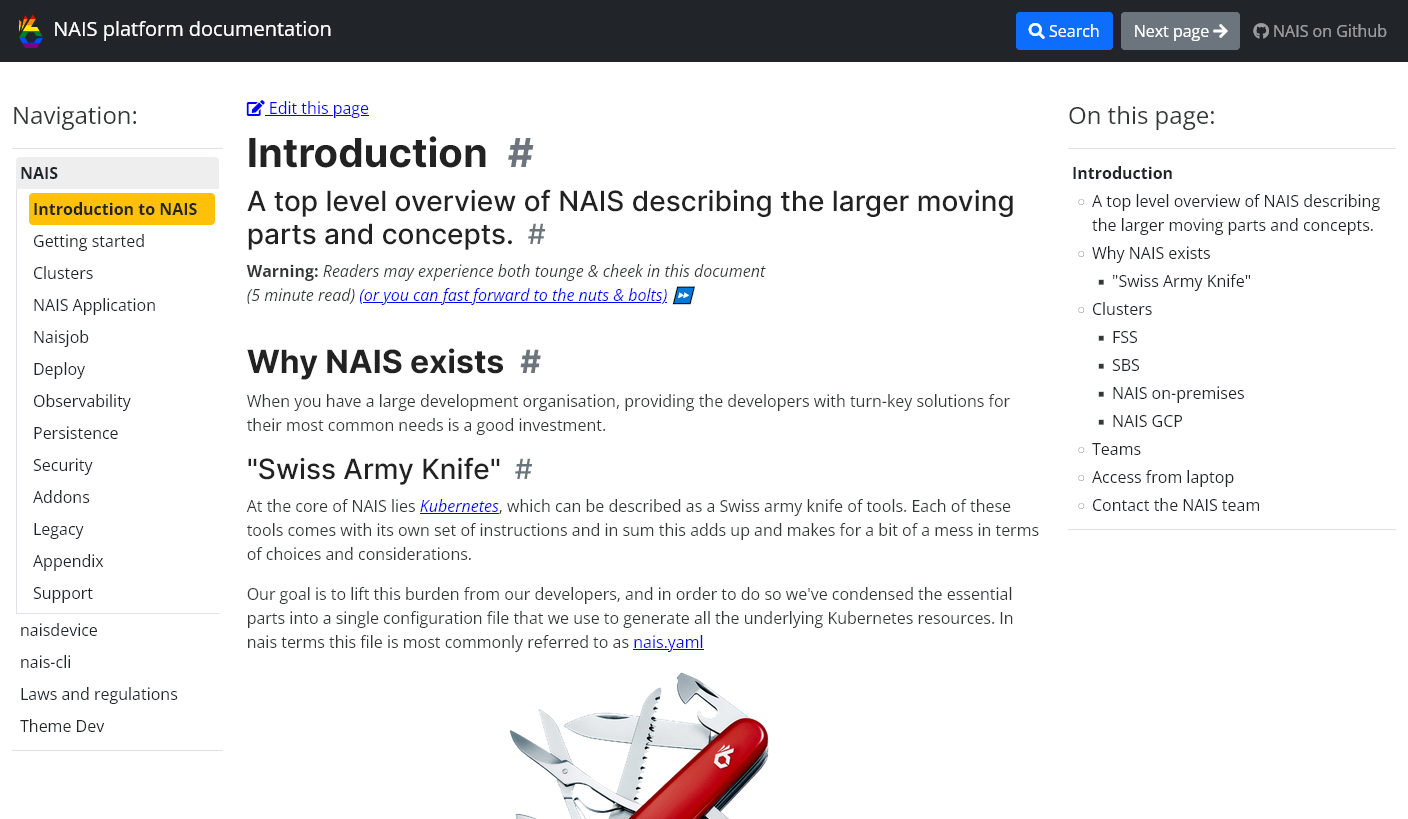 NAIS platform documentation
Search
Next page
NAIS on Github
Navigation:
NAIS
Introduction to NAIS
Getting started
Clusters
NAIS Application
Naisjob
Deploy
Observability
Persistence
Security
Addons
Legacy
Appendix
Support
naisdevice
nais-cli
Laws and regulations
Theme Dev
Edit this page
Introduction #
A top level overview of NAIS describing the larger moving
parts and concepts. #
Warning: Readers may experience both tounge & cheek in this document
(5 minute read) (or you can fast forward to the nuts & bolts) ⏩
Why NAIS exists #
When you have a large development organisation, providing the developers with turn-key solutions for
their most common needs is a good investment.
"Swiss Army Knife" #
At the core of NAIS lies Kubernetes, which can be described as a Swiss army knife of tools. Each of these
tools comes with its own set of instructions and in sum this adds up and makes for a bit of a mess in terms
of choices and considerations.
Our goal is to lift this burden from our developers, and in order to do so we've condensed the essential
parts into a single configuration file that we use to generate all the underlying Kubernetes resources. In
nais terms this file is most commonly referred to as nais.yaml
On this page:
Introduction
A top level overview of NAIS describing
the larger moving parts and concepts.
Why NAIS exists
"Swiss Army Knife"
Clusters
FSS
SBS
NAIS on-premises
NAIS GCP
Teams
Access from laptop
Contact the NAIS team